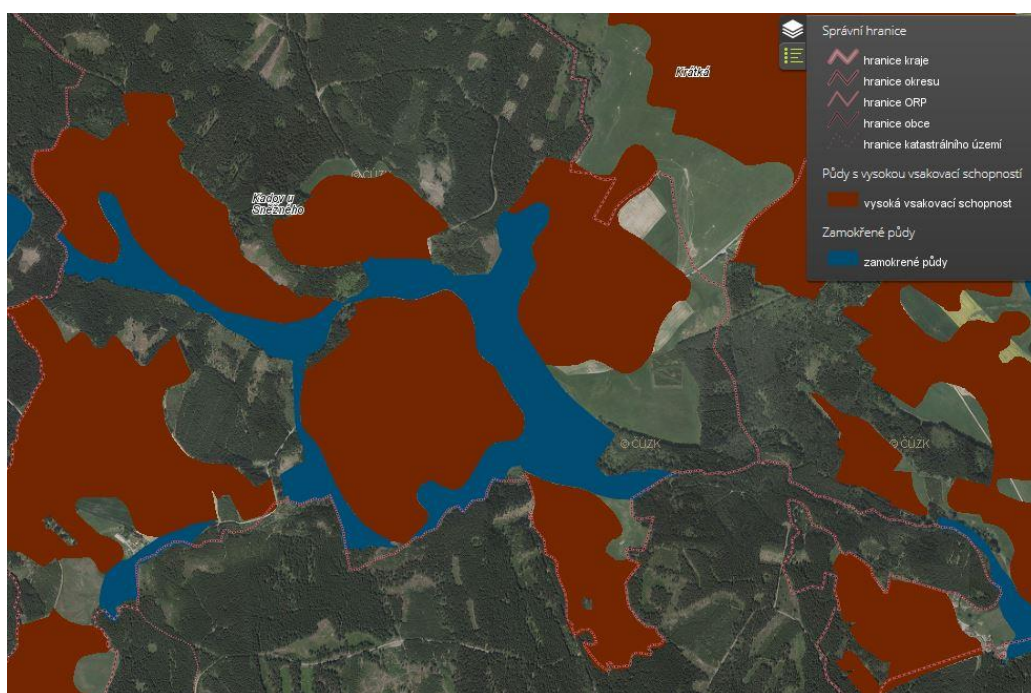 Krátká
© ČÚZK
Kadov u
Sněžného
© ČÚZK
© ČÚZK
Správní hranice
hranice kraje
hranice okresu
hranice ORP
hranice obce
hranice katastrálního území
Půdy s vysokou vsakovací schopností
vysoká vsakovací schopnost
Zamokřené půdy
zamokrené půdy